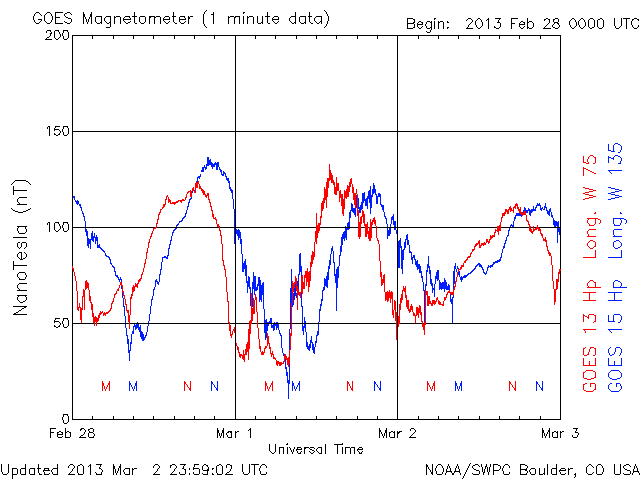 GOES Magnetometer (1 minute data)
Begin: 2013 Feb 28 0000 UTC
200
150
100
50
0
NanoTesla (nT)
M M N N M M N N M M N N
Feb 28 Mar 1 Mar 2 Mar 3
Universal Time
GOES 13 Hp Long. W 75
GOES 15 Hp Long. W 135
Updated 2013 Mar 2 23:59:02 UTC
NOAA/SWPC Boulder, CO USA